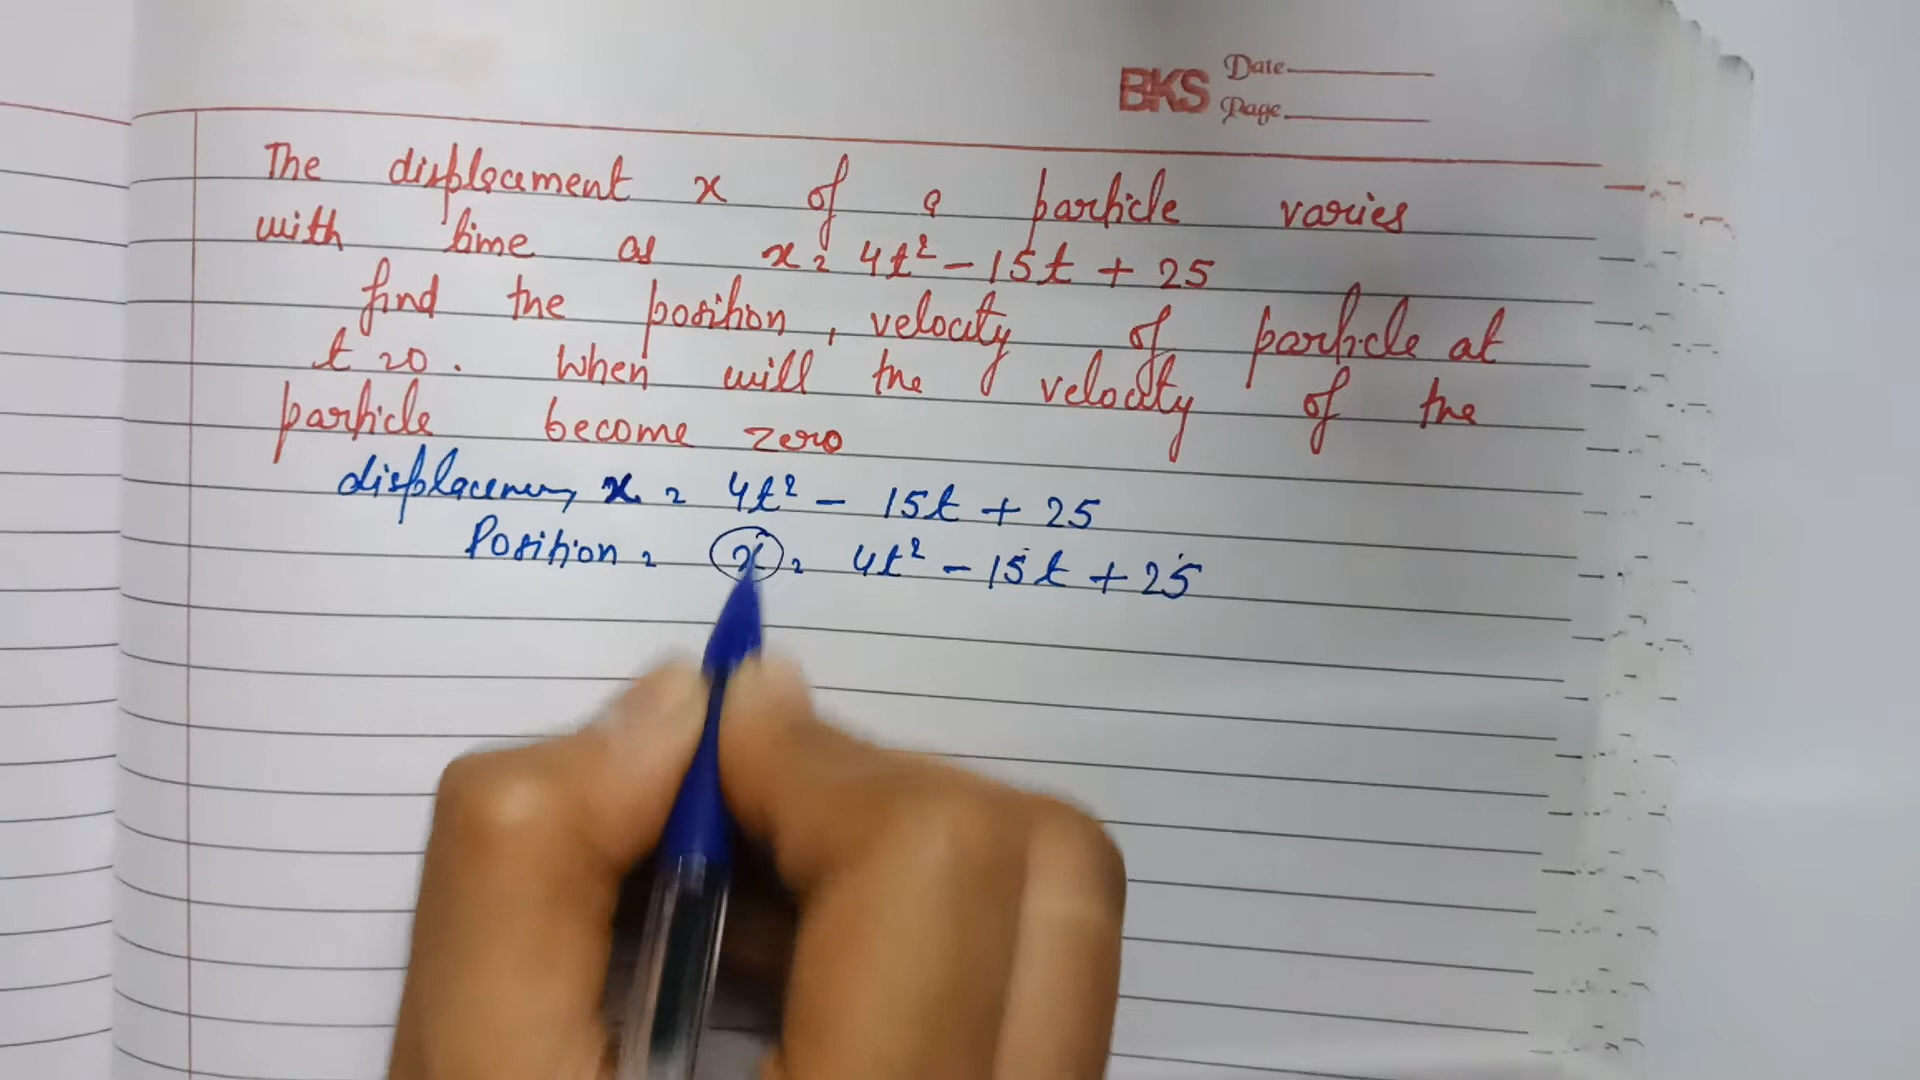 BKS Date
Page
The displacement x of a particle varies
with time as x = 4t² - 15t + 25
find the position, velocity of particle at
t = 0. When will the velocity of the
particle become zero
displacement x = 4t² - 15t + 25
Position = x = 4t² - 15t + 25